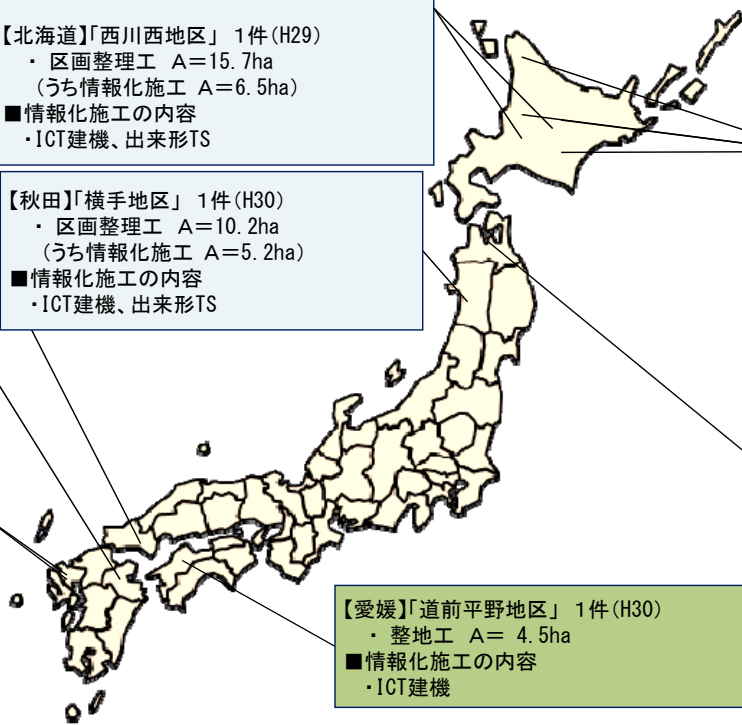 【北海道】「西川西地区」 1件(H29)
・ 区画整理工 A=15.7ha
(うち情報化施工 A=6.5ha)
■情報化施工の内容
・ICT建機、出来形TS
【秋田】「横手地区」 1件(H30)
・ 区画整理工 A=10.2ha
(うち情報化施工 A=5.2ha)
■情報化施工の内容
・ICT建機、出来形TS
【愛媛】「道前平野地区」 1件(H30)
・ 整地工 A= 4.5ha
■情報化施工の内容
・ICT建機